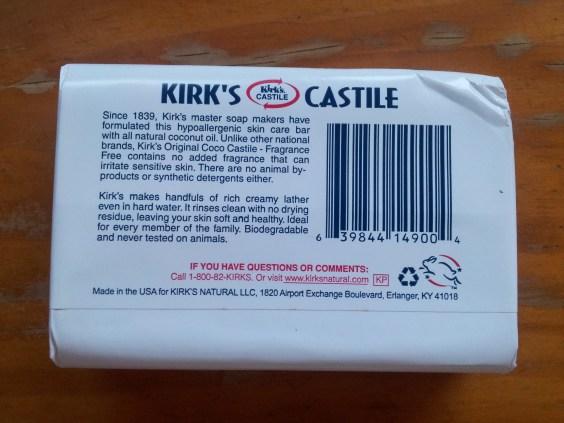 KIRK'S Kirk's CASTILE CASTILE
Since 1839, Kirk's master soap makers have
formulated this hypoallergenic skin care bar
with all natural coconut oil. Unlike other national
brands, Kirk's Original Coco Castile - Fragrance
Free contains no added fragrance that can
irritate sensitive skin. There are no animal by-
products or synthetic detergents either.
Kirk's makes handfuls of rich creamy lather
even in hard water. It rinses clean with no drying
residue, leaving your skin soft and healthy. Ideal
for every member of the family. Biodegradable
and never tested on animals.
6 39844 14900 4
IF YOU HAVE QUESTIONS OR COMMENTS:
Call 1-800-82-KIRKS. Or visit www.kirksnatural.com KP
Made in the USA for KIRK'S NATURAL LLC, 1820 Airport Exchange Boulevard, Erlanger, KY 41018